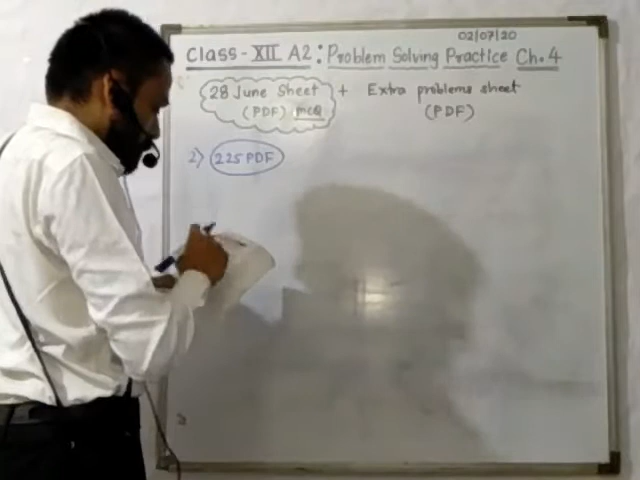 02/07/20
Class - XII A2 : Problem Solving Practice Ch. 4
28 June Sheet + Extra problems sheet
(PDF) MCQ (PDF)
2) 225 PDF